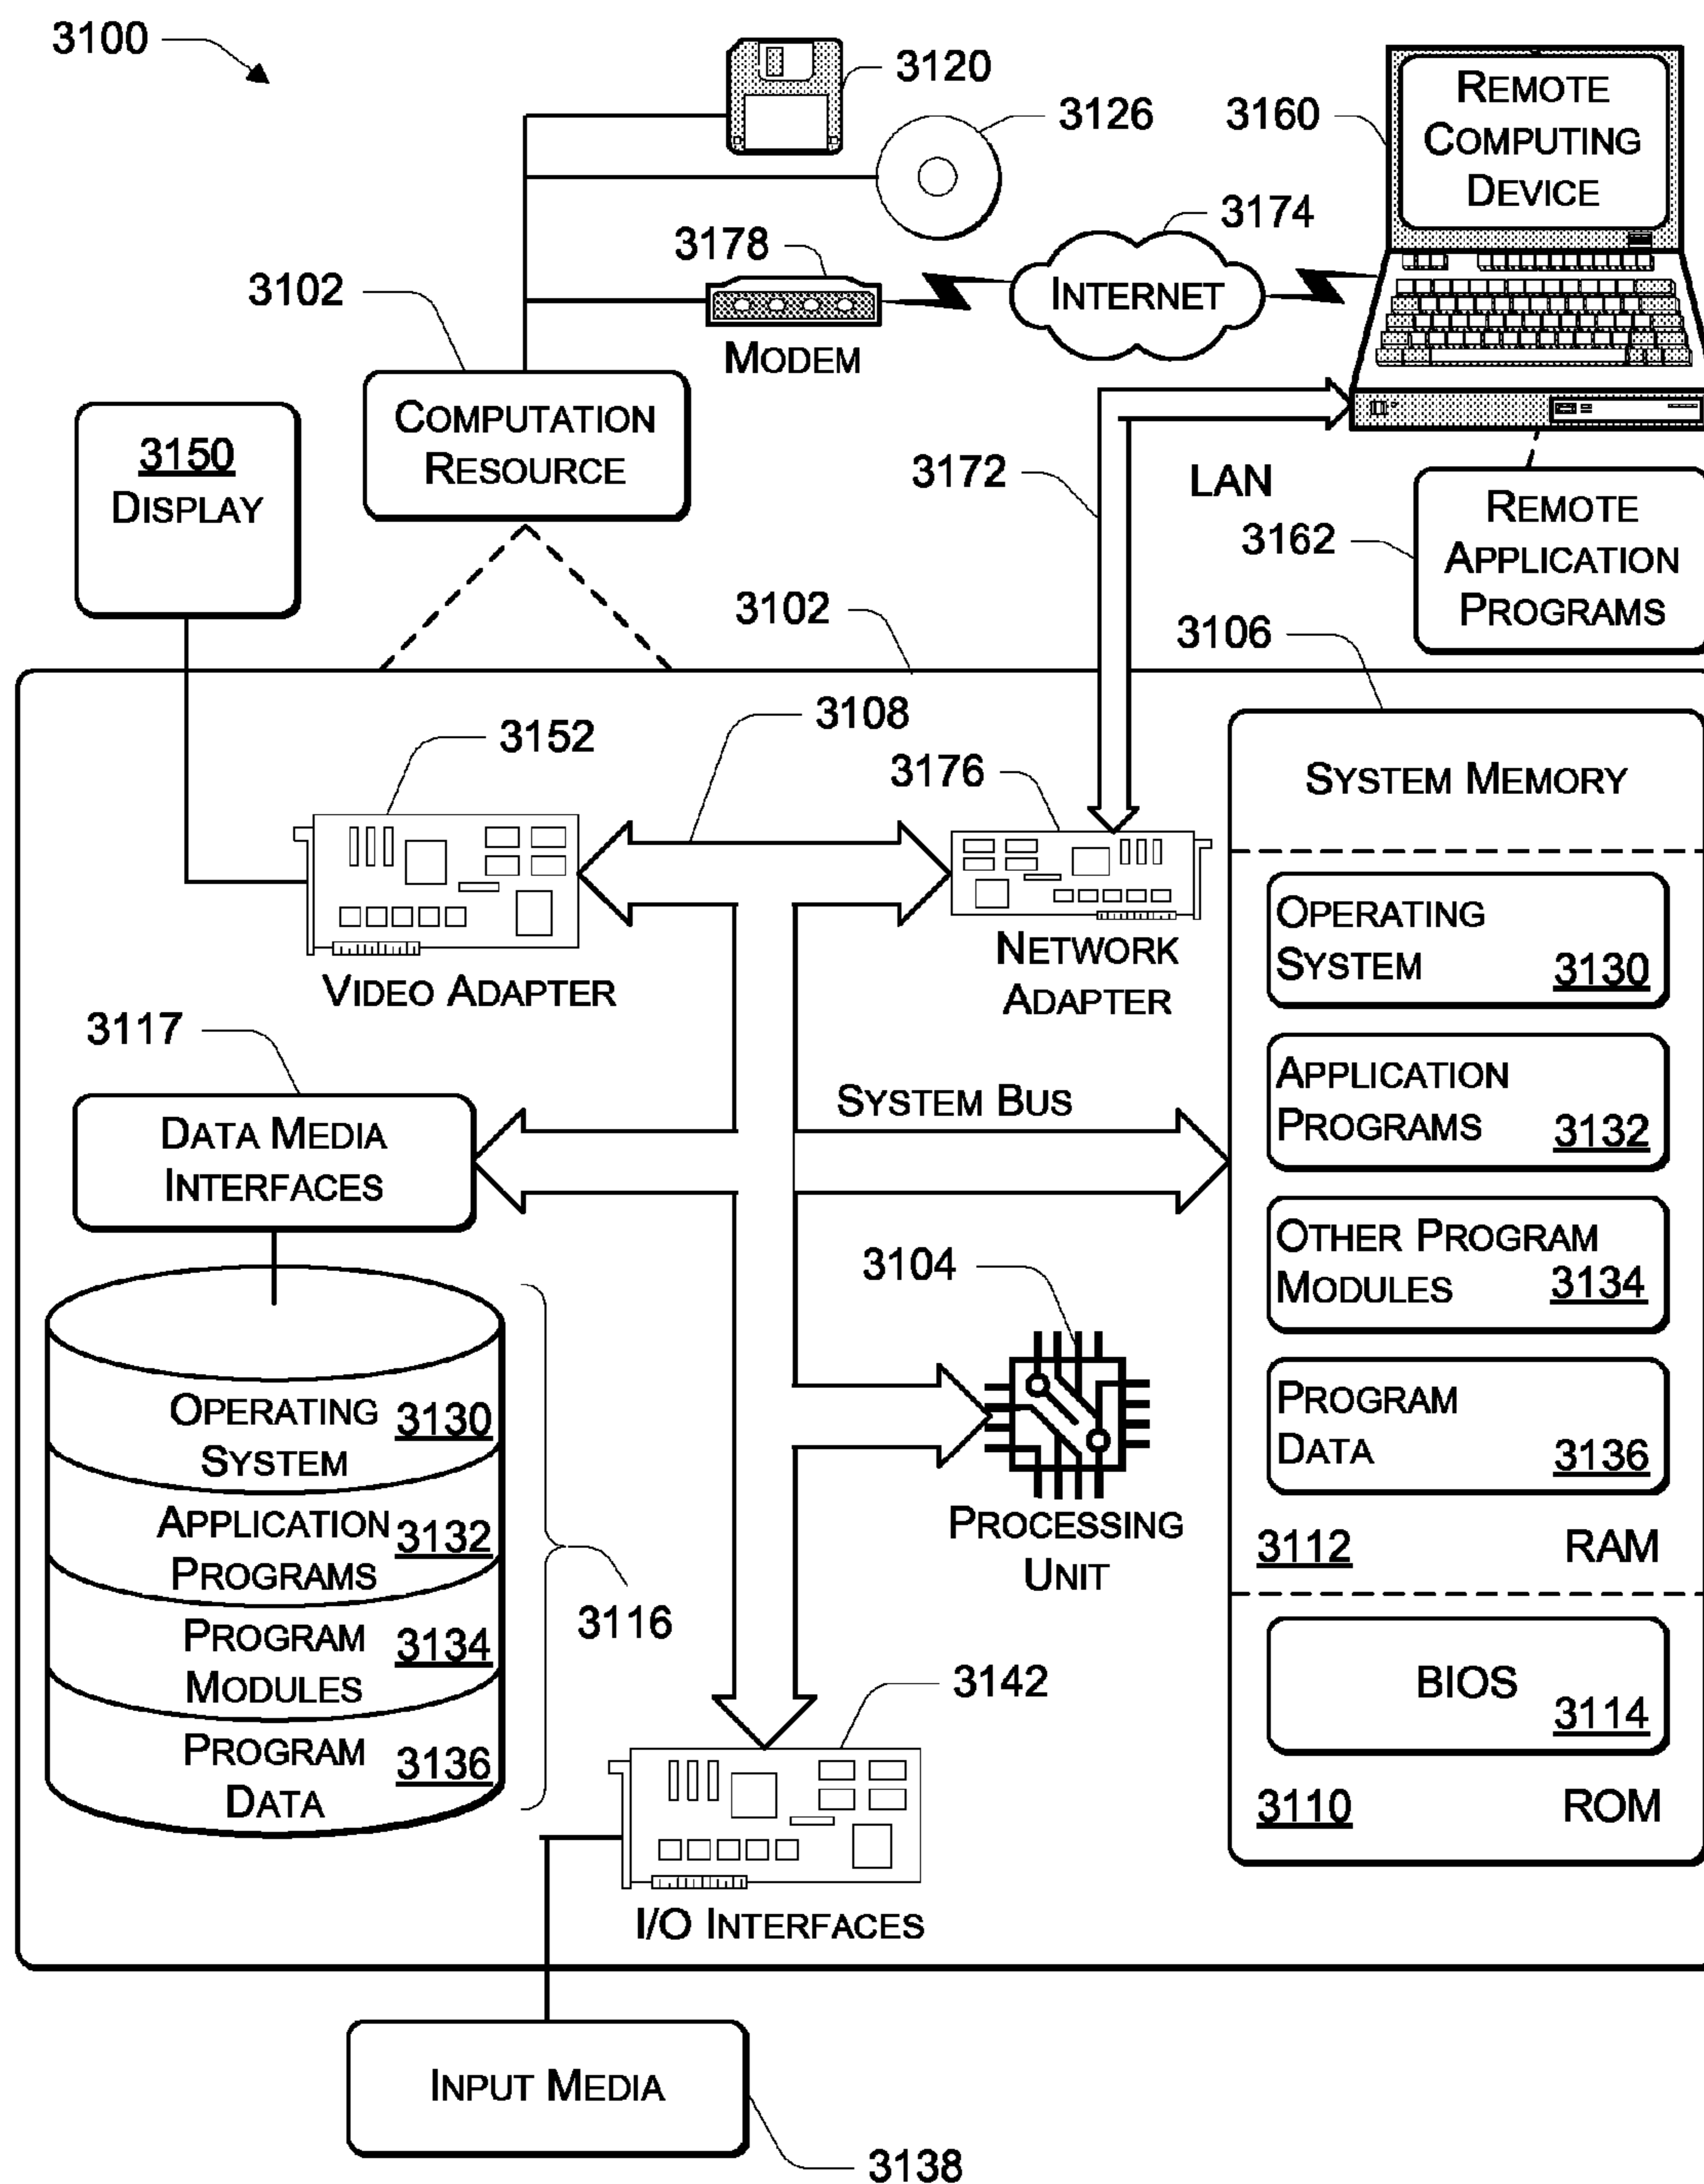 3100
3120
3126
3160
REMOTE
COMPUTING
DEVICE
3174
3178
INTERNET
3102
MODEM
COMPUTATION
RESOURCE
3150
DISPLAY
3172
LAN
3162
REMOTE
APPLICATION
PROGRAMS
3102
3106
3108
3152
3176
SYSTEM MEMORY
VIDEO ADAPTER
NETWORK
ADAPTER
OPERATING
SYSTEM 3130
3117
DATA MEDIA
INTERFACES
SYSTEM BUS
APPLICATION
PROGRAMS 3132
OTHER PROGRAM
MODULES 3134
3104
PROGRAM
DATA 3136
PROCESSING
UNIT
3112 RAM
OPERATING 3130
SYSTEM
APPLICATION 3132
PROGRAMS
PROGRAM 3134
MODULES
PROGRAM 3136
DATA
3116
3142
BIOS
3114
3110 ROM
I/O INTERFACES
INPUT MEDIA
3138